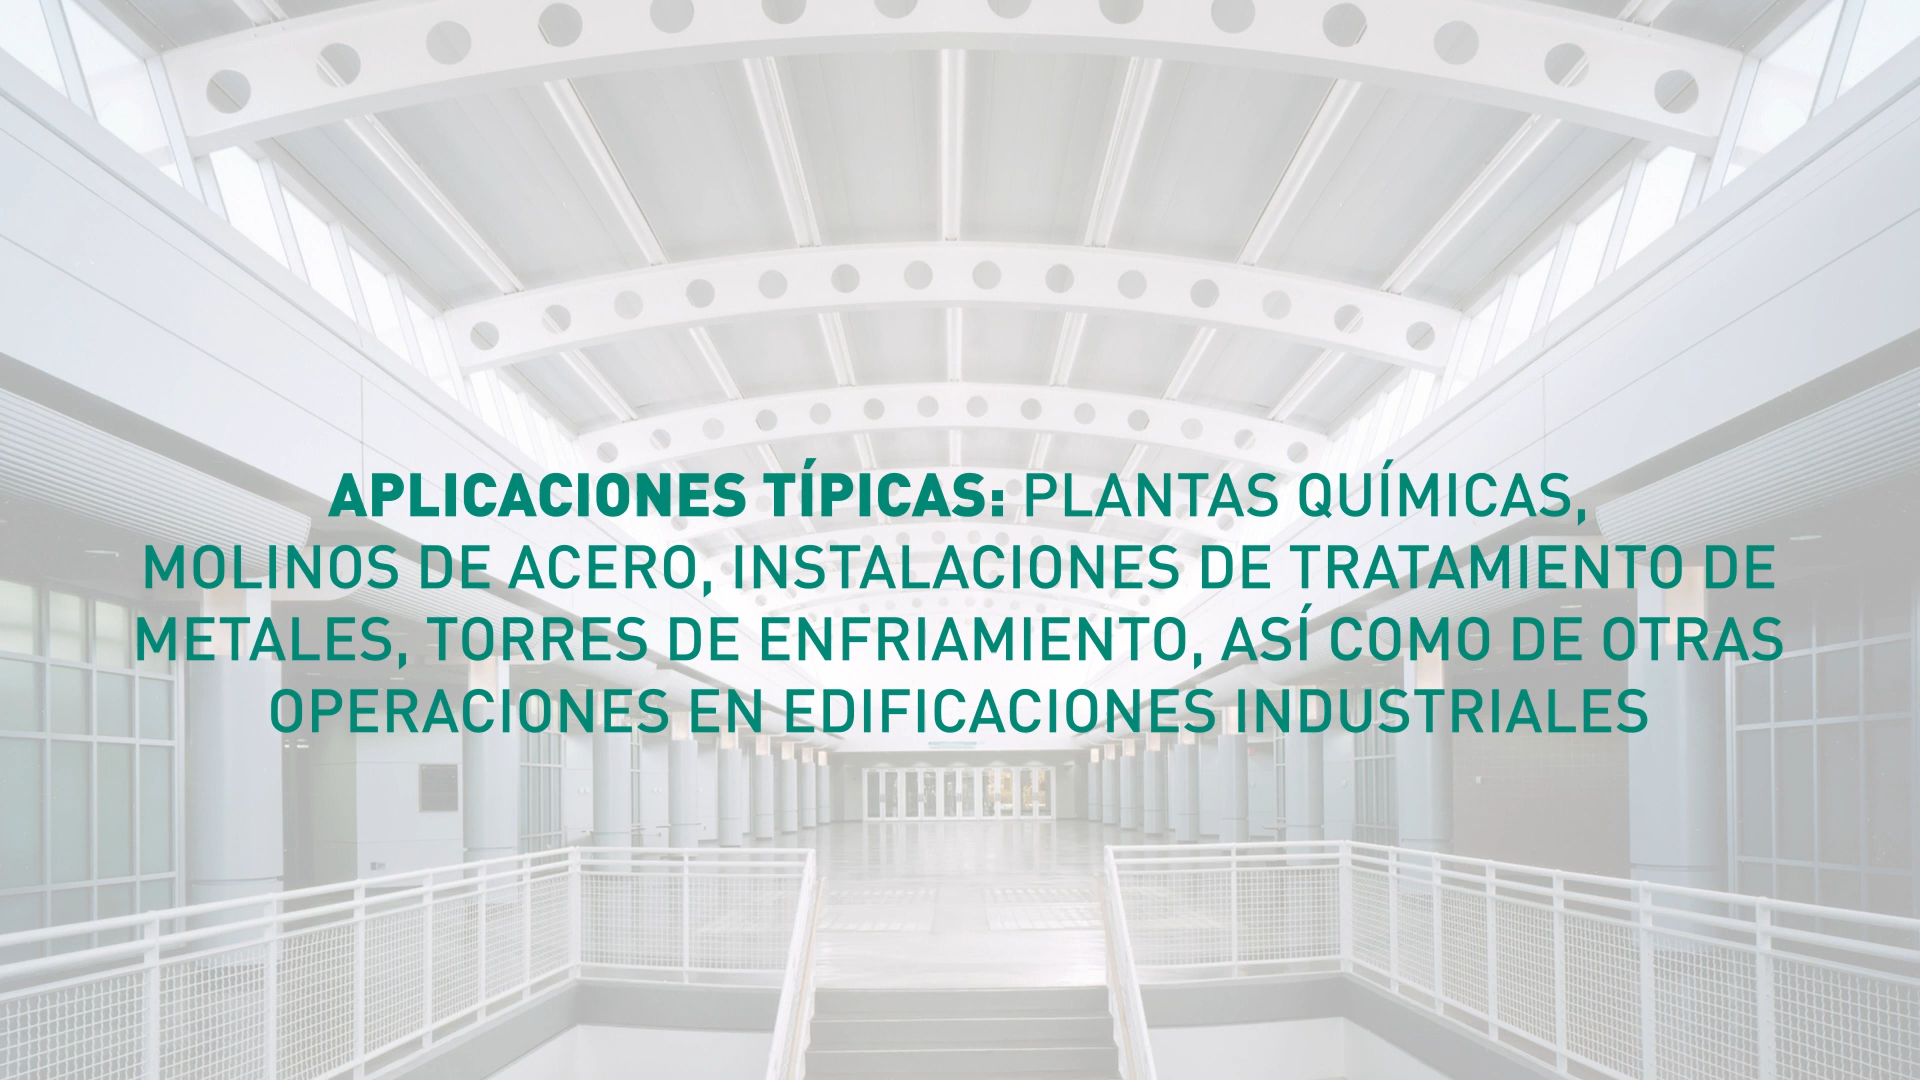 APLICACIONES TÍPICAS: PLANTAS QUÍMICAS,
MOLINOS DE ACERO, INSTALACIONES DE TRATAMIENTO DE
METALES, TORRES DE ENFRIAMIENTO, ASÍ COMO DE OTRAS
OPERACIONES EN EDIFICACIONES INDUSTRIALES